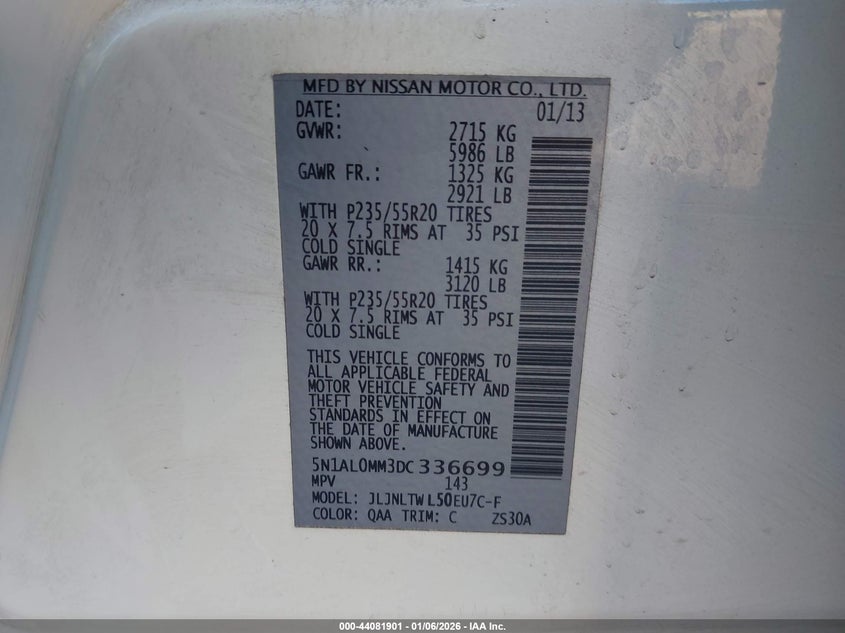 MFD BY NISSAN MOTOR CO., LTD.
DATE: 01/13
GVWR: 2715 KG
5986 LB
GAWR FR.: 1325 KG
2921 LB
WITH P235/55R20 TIRES
20 X 7.5 RIMS AT 35 PSI
COLD SINGLE
GAWR RR.: 1415 KG
3120 LB
WITH P235/55R20 TIRES
20 X 7.5 RIMS AT 35 PSI
COLD SINGLE
THIS VEHICLE CONFORMS TO
ALL APPLICABLE FEDERAL
MOTOR VEHICLE SAFETY AND
THEFT PREVENTION
STANDARDS IN EFFECT ON
THE DATE OF MANUFACTURE
SHOWN ABOVE.
5N1AL0MM3DC336699
MPV 143
MODEL: JLJNLTWL50EU7C-F
COLOR: QAA TRIM: C ZS30A
000-44081901 - 01/06/2026 - IAA Inc.